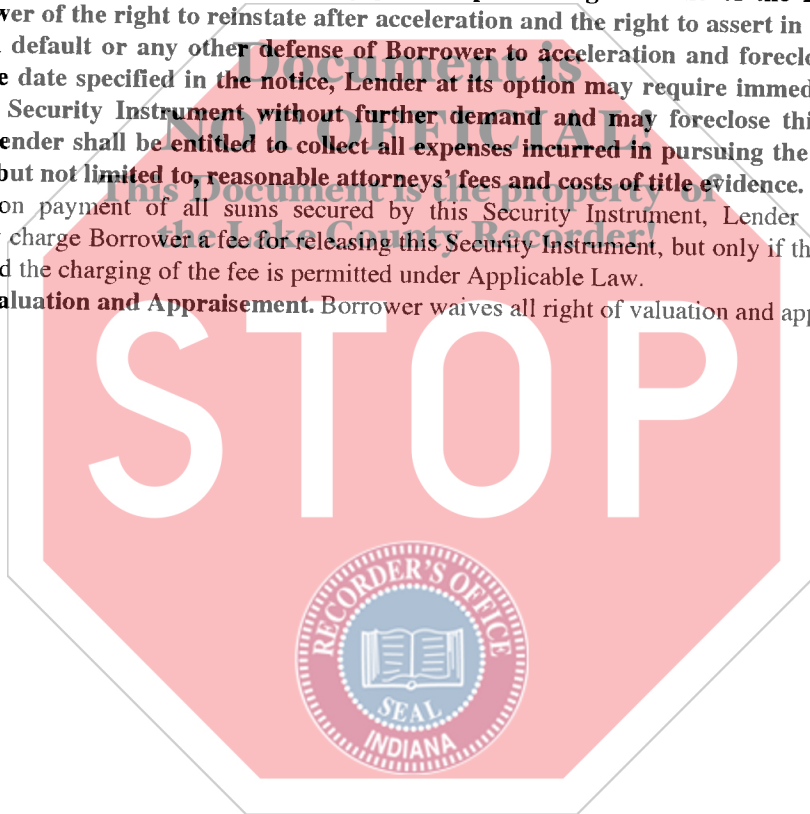 wer of the right to reinstate after acceleration and the right to assert in
default or any other defense of Borrower to acceleration and foreclo
e date specified in the notice, Lender at its option may require immed
Security Instrument without further demand and may foreclose thi
ender shall be entitled to collect all expenses incurred in pursuing the
but not limited to, reasonable attorneys' fees and costs of title evidence.
on payment of all sums secured by this Security Instrument, Lender
charge Borrower a fee for releasing this Security Instrument, but only if th
d the charging of the fee is permitted under Applicable Law.
aluation and Appraisement. Borrower waives all right of valuation and app
Document is
NOT OFFICIAL!
This Document is the property of
the Lake County Recorder!
STOP
RECORDER'S OFFICE
SEAL
INDIANA